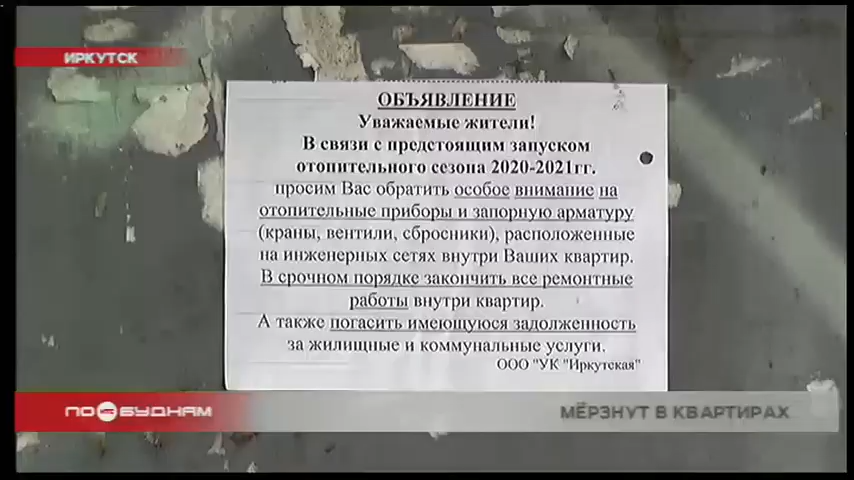 ИРКУТСК
ОБЪЯВЛЕНИЕ
Уважаемые жители!
В связи с предстоящим запуском
отопительного сезона 2020-2021гг.
просим Вас обратить особое внимание на
отопительные приборы и запорную арматуру
(краны, вентили, сбросники), расположенные
на инженерных сетях внутри Ваших квартир.
В срочном порядке закончить все ремонтные
работы внутри квартир.
А также погасить имеющуюся задолженность
за жилищные и коммунальные услуги.
ООО "УК "Иркутская"
ПО БУДНЯМ
МЁРЗНУТ В КВАРТИРАХ